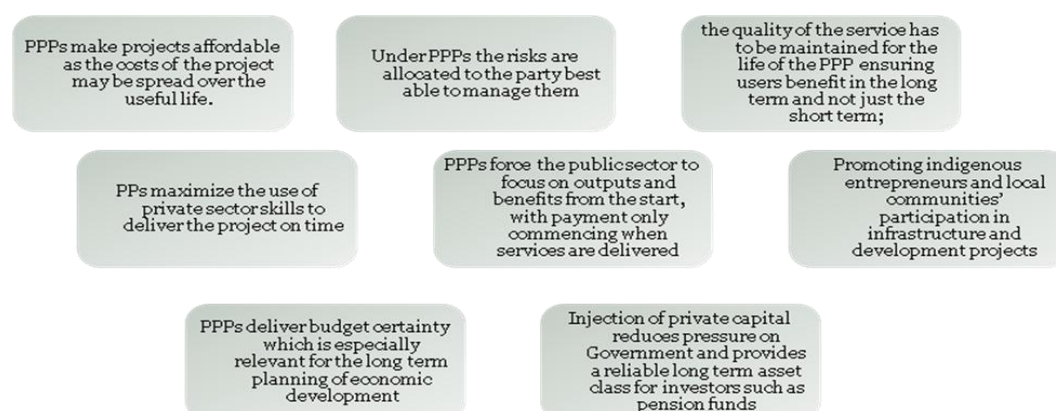 PPPs make projects affordable
as the costs of the project
may be spread over the
useful life.
Under PPPs the risks are
allocated to the party best
able to manage them
the quality of the service has
to be maintained for the
life of the PPP ensuring
users benefit in the long
term and not just the
short term;
PPs maximize the use of
private sector skills to
deliver the project on time
PPPs force the public sector to
focus on outputs and
benefits from the start,
with payment only
commencing when
services are delivered
Promoting indigenous
entrepreneurs and local
communities'
participation in
infrastructure and
development projects
PPPs deliver budget certainty
which is especially
relevant for the long term
planning of economic
development
Injection of private capital
reduces pressure on
Government and provides
a reliable long term asset
class for investors such as
pension funds